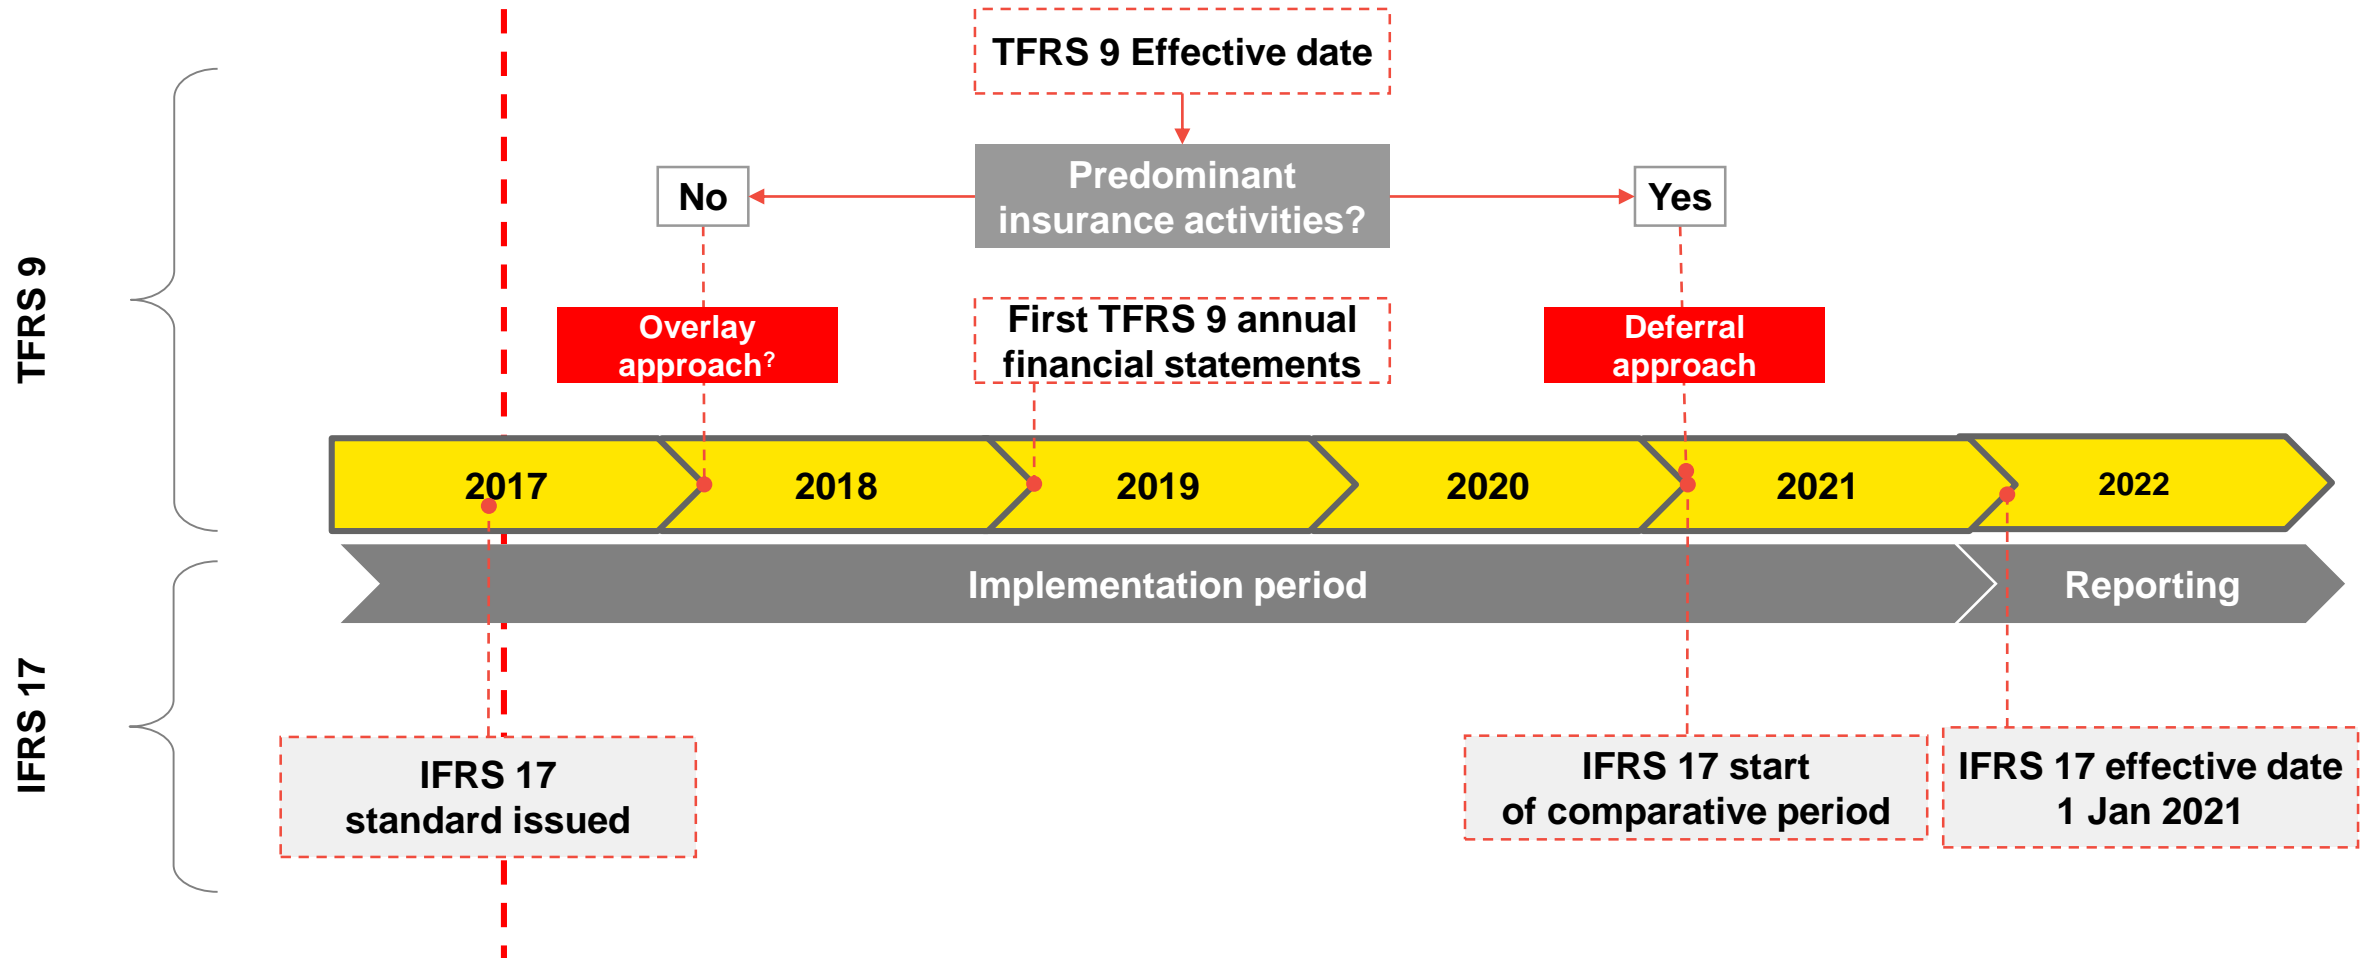 TFRS 9 Effective date
Predominant
insurance activities?
No
Yes
TFRS 9
Overlay
approach?
First TFRS 9 annual
financial statements
Deferral
approach
2017
2018
2019
2020
2021
2022
Implementation period
Reporting
IFRS 17
IFRS 17
standard issued
IFRS 17 start
of comparative period
IFRS 17 effective date
1 Jan 2021